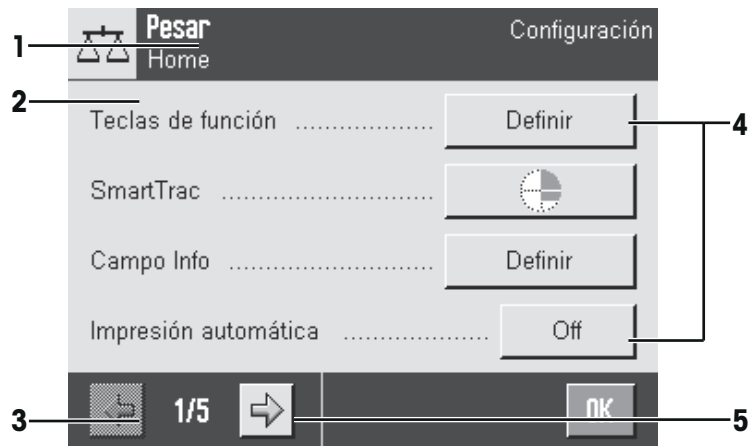 Pesar
Home
Configuración
1
2
Teclas de función ................... Definir
4
SmartTrac ...........................
Campo Info .......................... Definir
Impresión automática .................... Off
3
1/5
OK
5